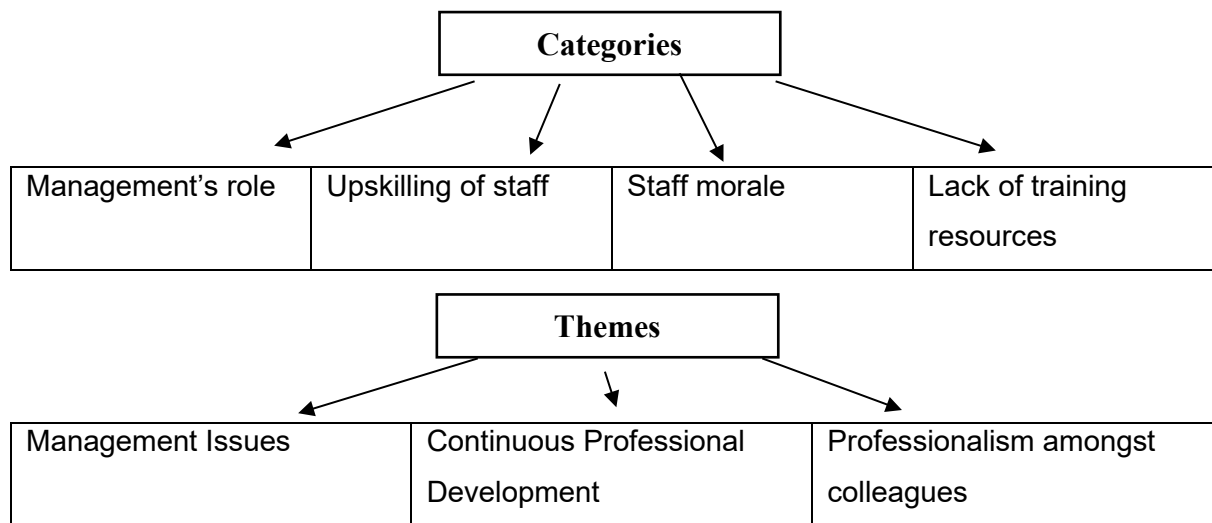 Categories
Management’s role
Upskilling of staff
Staff morale
Lack of training
resources
Themes
Management Issues
Continuous Professional
Development
Professionalism amongst
colleagues